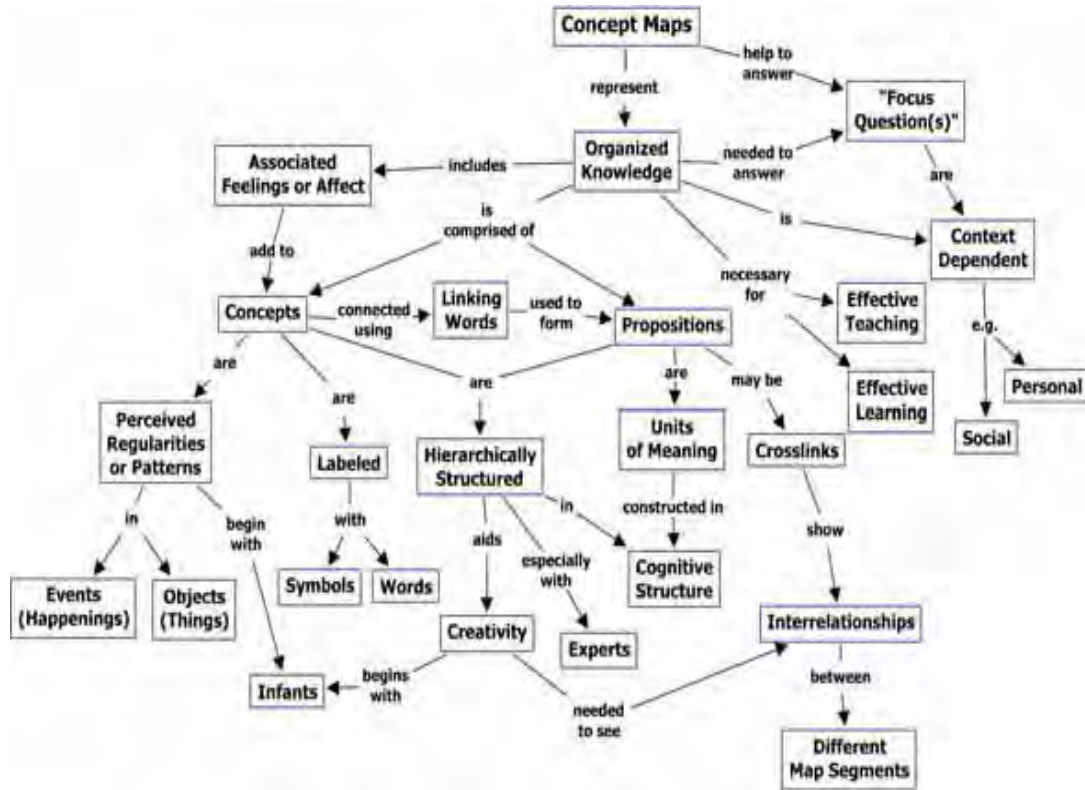 Concept Maps
help to
answer
represent
"Focus
Question(s)"
Organized
Knowledge
Associated
Feelings or Affect
includes
needed to
answer
are
is
is
comprised of
Context
Dependent
add to
necessary
for
Effective
Teaching
Concepts
connected
using
Linking
Words
used to
form
Propositions
e.g.
are
are
are
are
may be
Effective
Learning
Personal
Perceived
Regularities
or Patterns
Labeled
Hierarchically
Structured
Units
of Meaning
Crosslinks
Social
in
begin
with
with
aids
in
especially
with
constructed in
show
Events
(Happenings)
Objects
(Things)
Symbols
Words
Cognitive
Structure
Creativity
Experts
Interrelationships
Infants
begins
with
needed
to see
between
Different
Map Segments